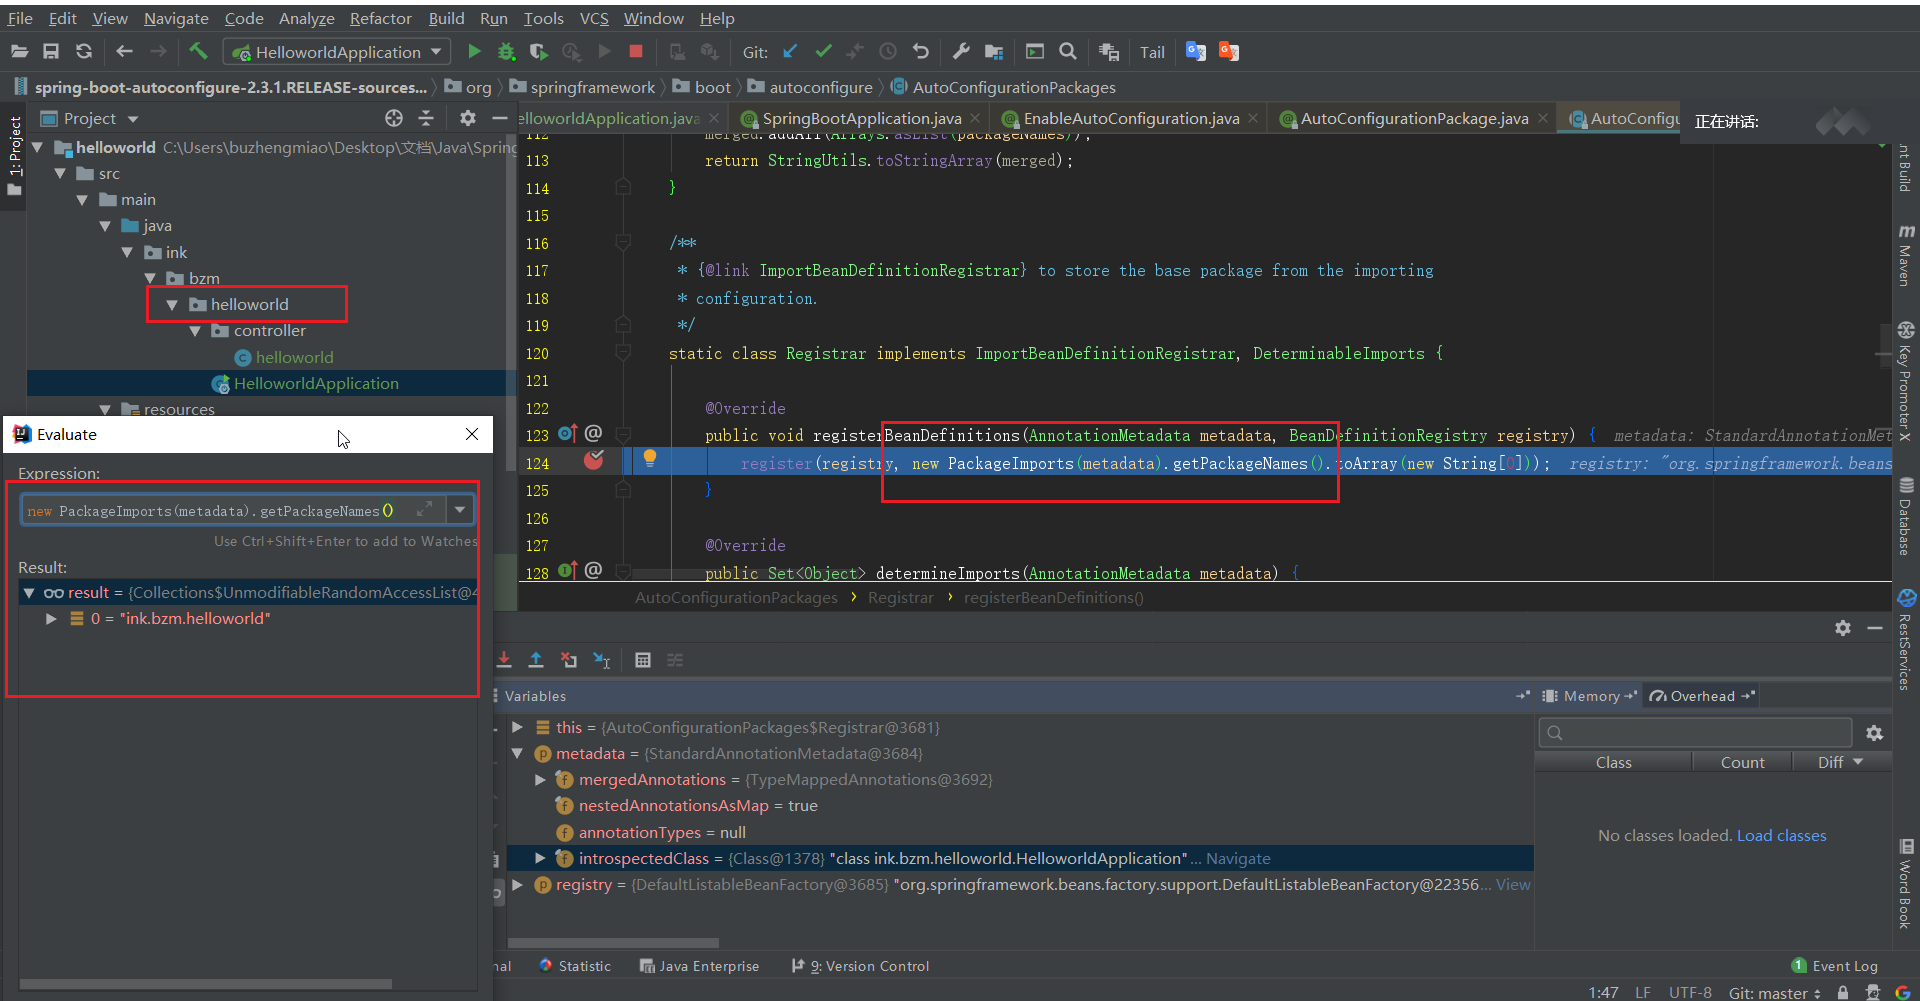 File Edit View Navigate Code Analyze Refactor Build Run Tools VCS Window Help
HelloworldApplication Git: Tail
spring-boot-autoconfigure-2.3.1.RELEASE-sources... org springframework boot autoconfigure AutoConfigurationPackages
Project
elloworldApplication.java SpringBootApplication.java EnableAutoConfiguration.java AutoConfigurationPackage.java AutoConfigu
正在讲话:
1: Project
helloworld C:\Users\buzhengmiao\Desktop\文档\Java\Spring
src
main
java
ink
bzm
helloworld
controller
helloworld
HelloworldApplication
resources
112 merged.addAll(Arrays.asList(packageNames));
113 return StringUtils.toStringArray(merged);
114 }
115
116 /**
117 * {@link ImportBeanDefinitionRegistrar} to store the base package from the importing
118 * configuration.
119 */
120 static class Registrar implements ImportBeanDefinitionRegistrar, DeterminableImports {
121
122 @Override
123 @ public void registerBeanDefinitions(AnnotationMetadata metadata, BeanDefinitionRegistry registry) { metadata: StandardAnnotationMet
124 register(registry, new PackageImports(metadata).getPackageNames().toArray(new String[0])); registry: "org.springframework.beans
125 }
126
127 @Override
128 @ public Set<Object> determineImports(AnnotationMetadata metadata) {
AutoConfigurationPackages › Registrar › registerBeanDefinitions()
Evaluate
Expression:
new PackageImports(metadata).getPackageNames()
Use Ctrl+Shift+Enter to add to Watches
Result:
result = {Collections$UnmodifiableRandomAccessList@4
0 = "ink.bzm.helloworld"
Variables
this = {AutoConfigurationPackages$Registrar@3681}
metadata = {StandardAnnotationMetadata@3684}
mergedAnnotations = {TypeMappedAnnotations@3692}
nestedAnnotationsAsMap = true
annotationTypes = null
introspectedClass = {Class@1378} "class ink.bzm.helloworld.HelloworldApplication"... Navigate
registry = {DefaultListableBeanFactory@3685} "org.springframework.beans.factory.support.DefaultListableBeanFactory@22356... View
Memory Overhead
Class Count Diff
No classes loaded. Load classes
nt Build
Maven
Key Promoter X
Database
RestServices
Word Book
nal Statistic Java Enterprise 9: Version Control 1 Event Log
1:47 LF UTF-8 Git: master